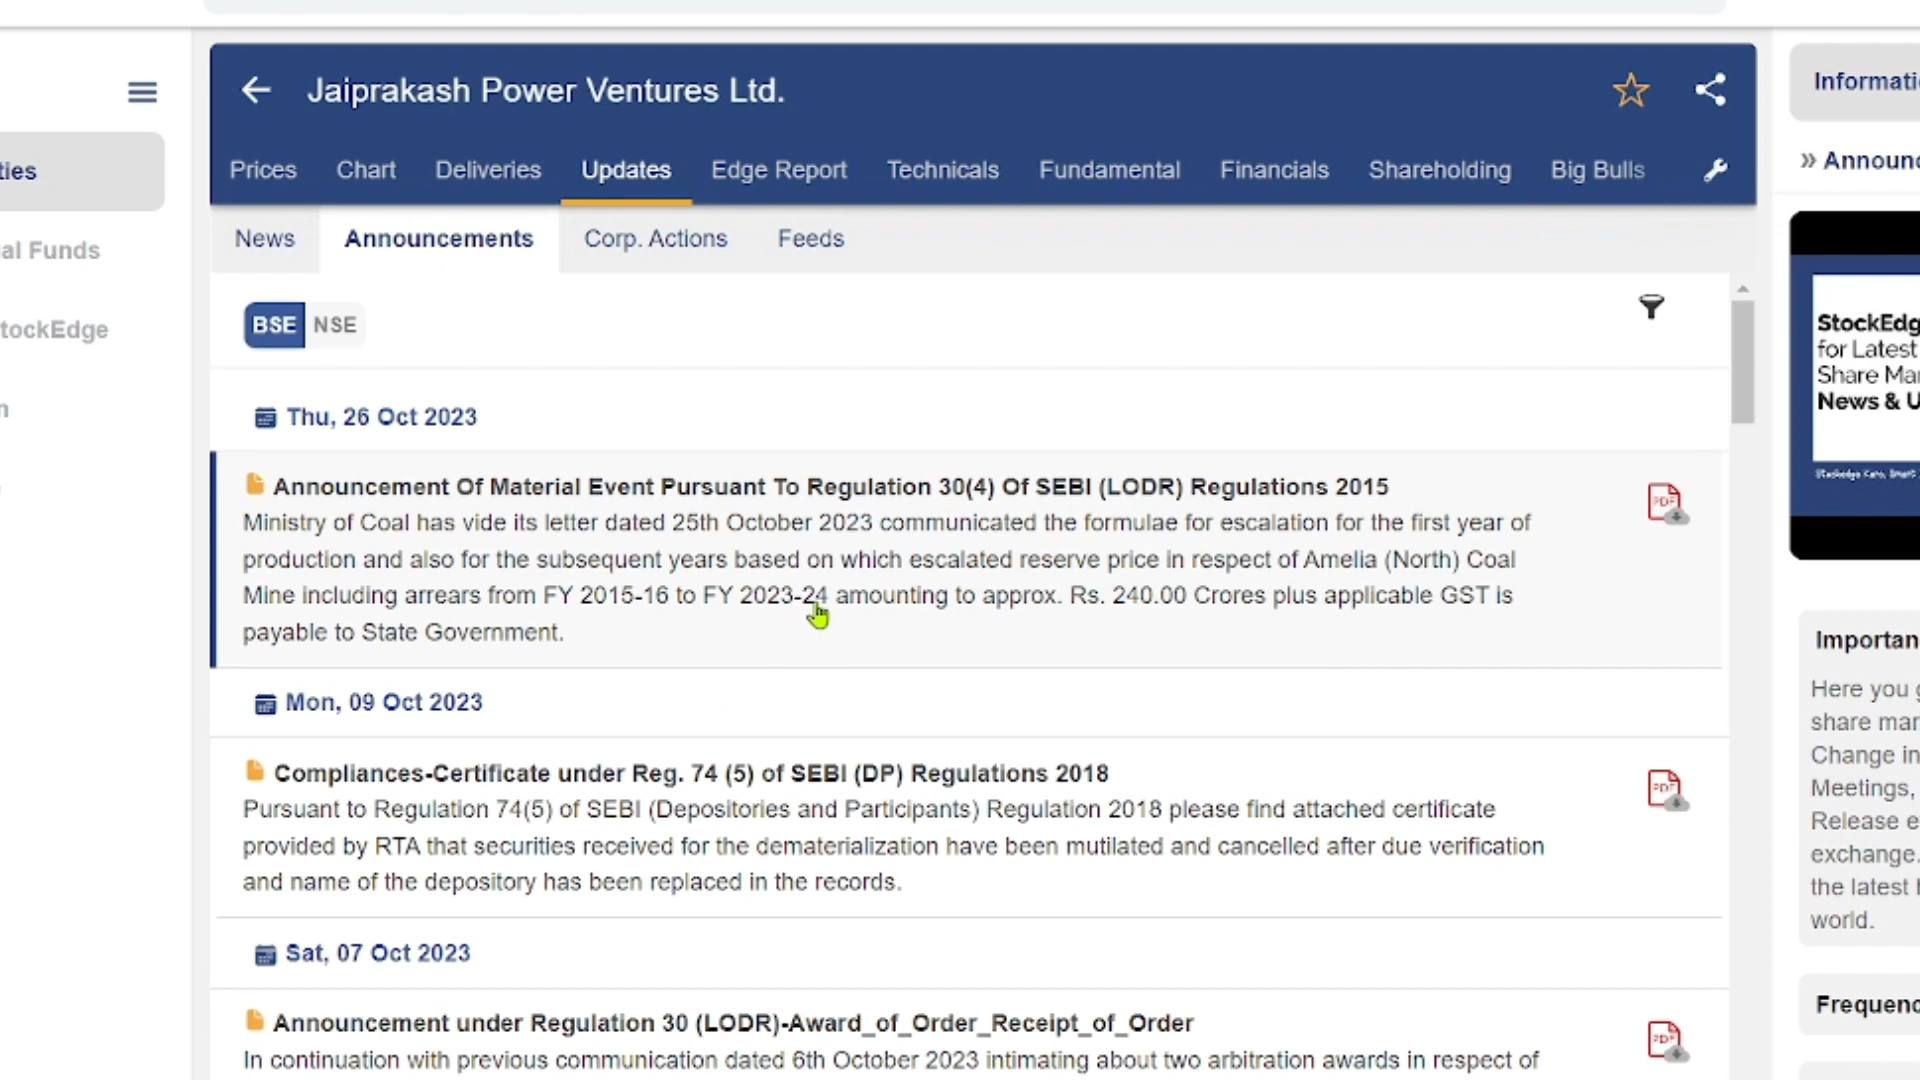 Jaiprakash Power Ventures Ltd.
Prices Chart Deliveries Updates Edge Report Technicals Fundamental Financials Shareholding Big Bulls
News Announcements Corp. Actions Feeds
BSE NSE
Thu, 26 Oct 2023
Announcement Of Material Event Pursuant To Regulation 30(4) Of SEBI (LODR) Regulations 2015
Ministry of Coal has vide its letter dated 25th October 2023 communicated the formulae for escalation for the first year of
production and also for the subsequent years based on which escalated reserve price in respect of Amelia (North) Coal
Mine including arrears from FY 2015-16 to FY 2023-24 amounting to approx. Rs. 240.00 Crores plus applicable GST is
payable to State Government.
Mon, 09 Oct 2023
Compliances-Certificate under Reg. 74 (5) of SEBI (DP) Regulations 2018
Pursuant to Regulation 74(5) of SEBI (Depositories and Participants) Regulation 2018 please find attached certificate
provided by RTA that securities received for the dematerialization have been mutilated and cancelled after due verification
and name of the depository has been replaced in the records.
Sat, 07 Oct 2023
Announcement under Regulation 30 (LODR)-Award_of_Order_Receipt_of_Order
In continuation with previous communication dated 6th October 2023 intimating about two arbitration awards in respect of
PDF
PDF
PDF
ties
al Funds
tockEdge
n
Informati
» Announc
StockEdg
for Latest
Share Mar
News & U
Importan
Here you g
share mar
Change in
Meetings,
Release e
exchange.
the latest
world.
Frequenc